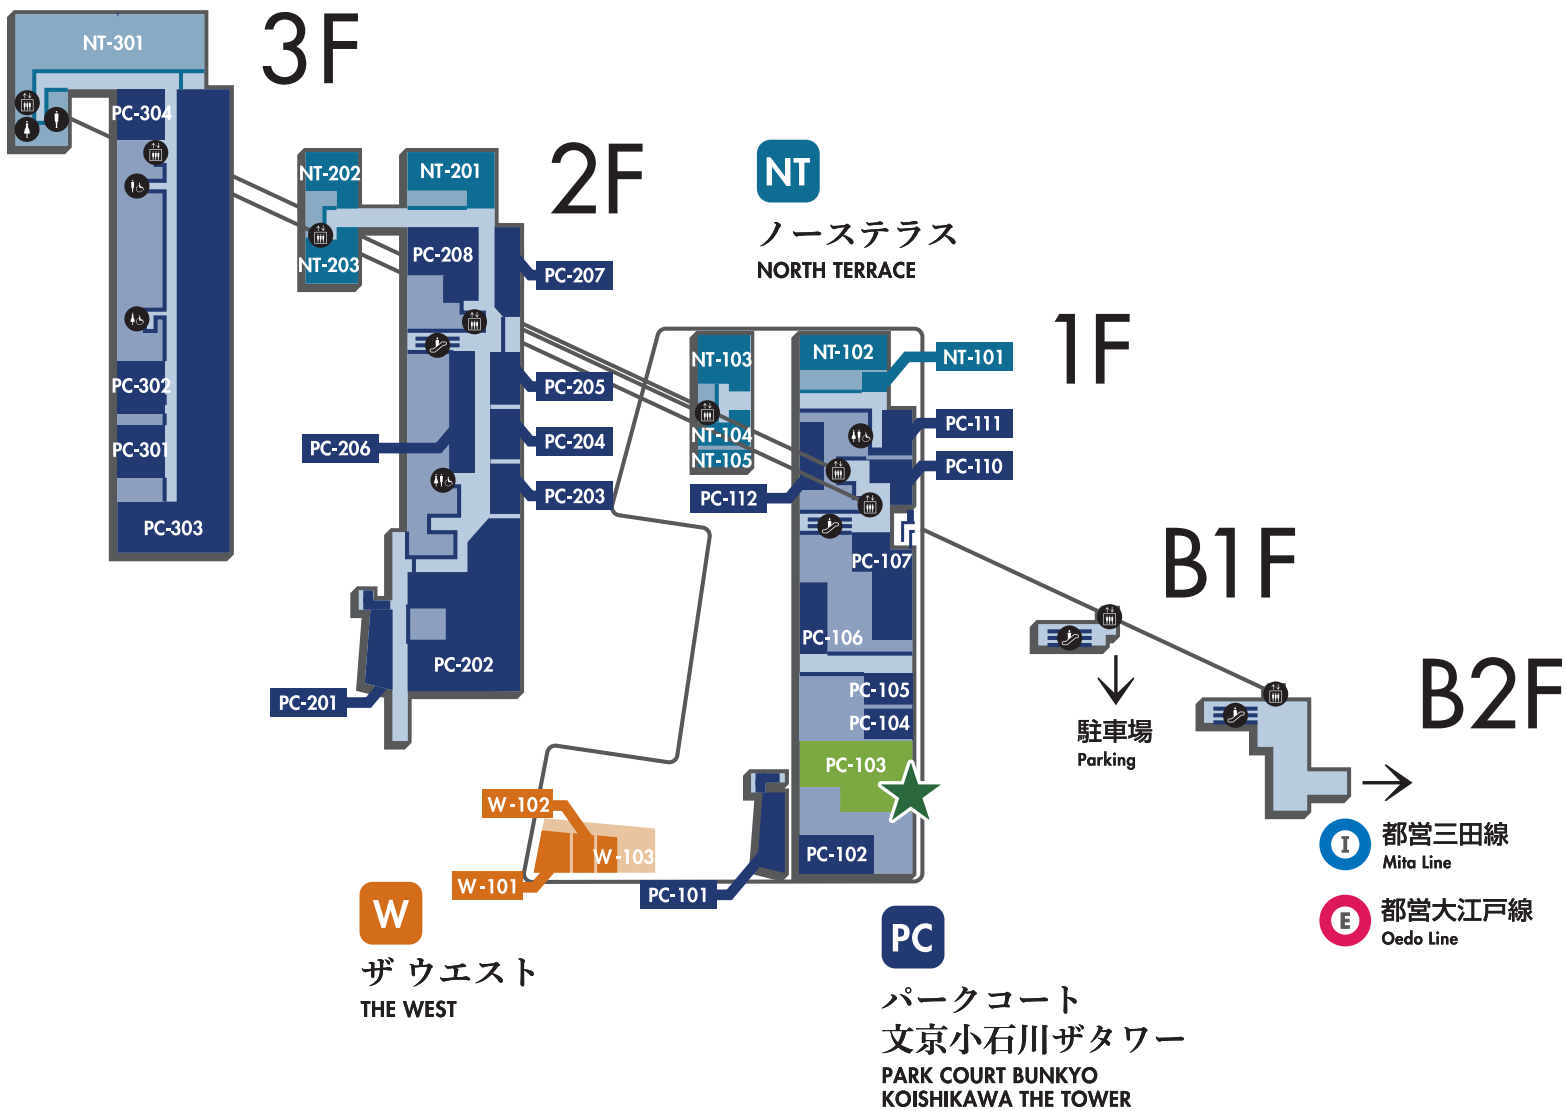 3F
NT-301
PC-304
PC-302
PC-301
PC-303
2F
NT-202
NT-201
NT-203
PC-208
PC-207
PC-205
PC-206
PC-204
PC-203
PC-202
PC-201
NT
ノーステラス
NORTH TERRACE
1F
NT-103
NT-102
NT-101
NT-104
NT-105
PC-111
PC-110
PC-112
PC-107
PC-106
PC-105
PC-104
PC-103
PC-102
PC-101
W-102
W-103
W-101
W
ザ ウエスト
THE WEST
PC
パークコート
文京小石川ザタワー
PARK COURT BUNKYO
KOISHIKAWA THE TOWER
B1F
駐車場
Parking
B2F
I
都営三田線
Mita Line
E
都営大江戸線
Oedo Line